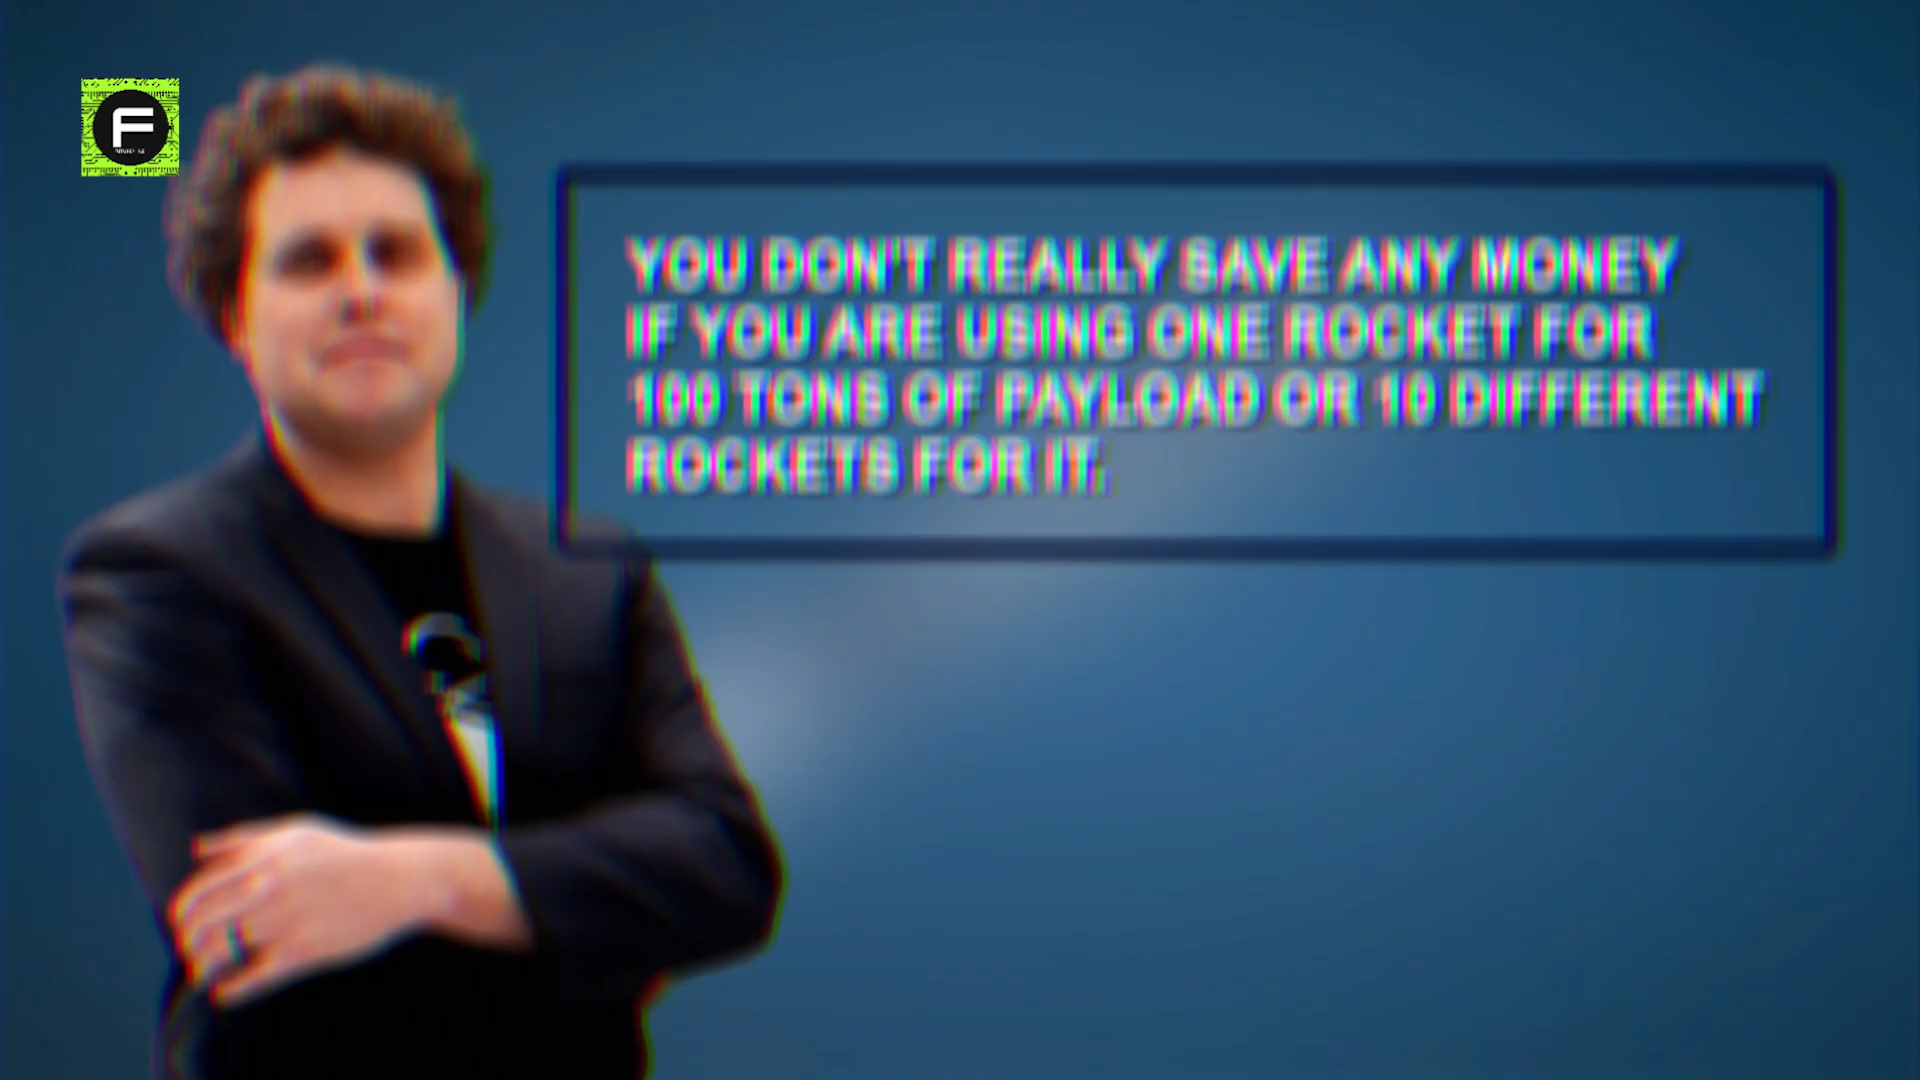 F
YOU DON'T REALLY SAVE ANY MONEY
IF YOU ARE USING ONE ROCKET FOR
100 TONS OF PAYLOAD OR 10 DIFFERENT
ROCKETS FOR IT.